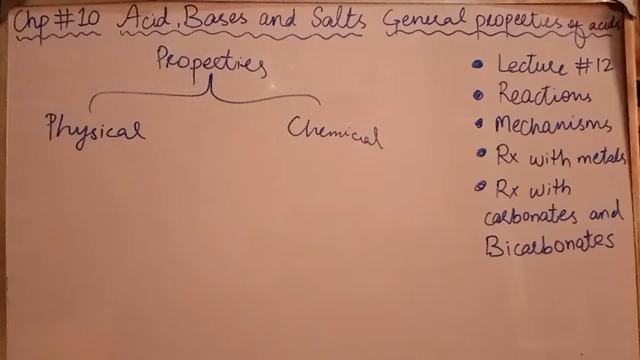 Chp #10 Acid, Bases and Salts General properties of acids
Properties
Physical
Chemical
Lecture #12
Reactions
Mechanisms
Rx with metals
Rx with
carbonates and
Bicarbonates